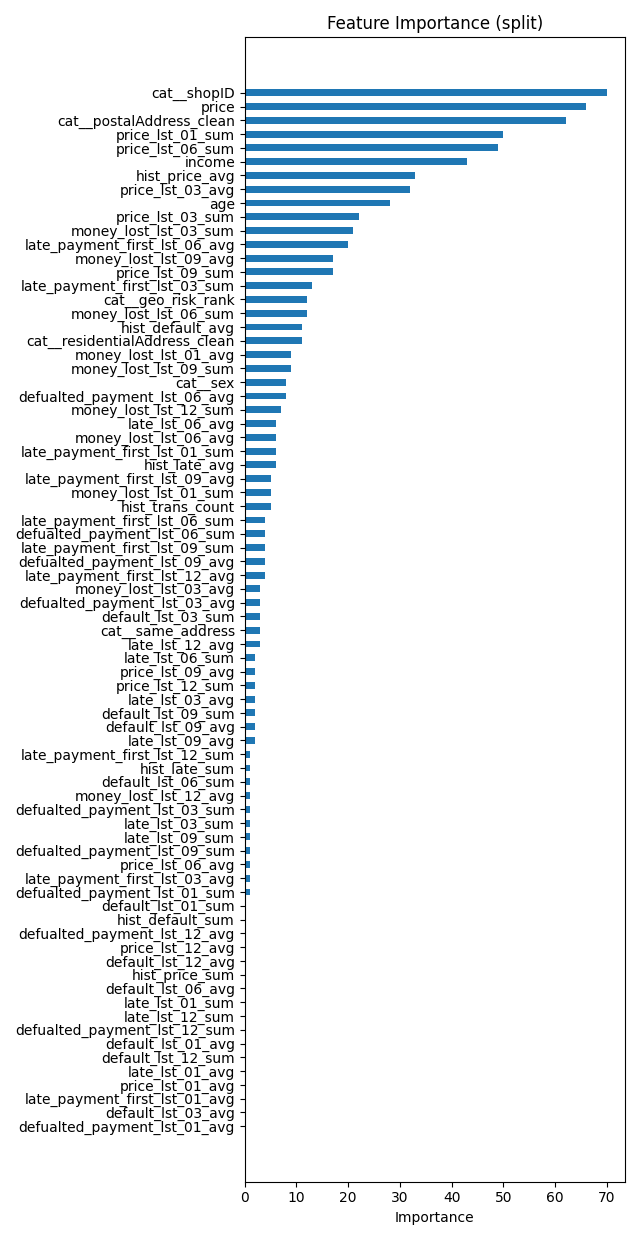 Feature Importance (split)
cat__shopID
price
cat__postalAddress_clean
price_lst_01_sum
price_lst_06_sum
income
hist_price_avg
price_lst_03_avg
age
price_lst_03_sum
money_lost_lst_03_sum
late_payment_first_lst_06_avg
money_lost_lst_09_avg
price_lst_09_sum
late_payment_first_lst_03_sum
cat__geo_risk_rank
money_lost_lst_06_sum
hist_default_avg
cat__residentialAddress_clean
money_lost_lst_01_avg
money_lost_lst_09_sum
cat__sex
defualted_payment_lst_06_avg
money_lost_lst_12_sum
late_lst_06_avg
money_lost_lst_06_avg
late_payment_first_lst_01_sum
hist_late_avg
late_payment_first_lst_09_avg
money_lost_lst_01_sum
hist_trans_count
late_payment_first_lst_06_sum
defualted_payment_lst_06_sum
late_payment_first_lst_09_sum
defualted_payment_lst_09_avg
late_payment_first_lst_12_avg
money_lost_lst_03_avg
defualted_payment_lst_03_avg
default_lst_03_sum
cat__same_address
late_lst_12_avg
late_lst_06_sum
price_lst_09_avg
price_lst_12_sum
late_lst_03_avg
default_lst_09_sum
default_lst_09_avg
late_lst_09_avg
late_payment_first_lst_12_sum
hist_late_sum
default_lst_06_sum
money_lost_lst_12_avg
defualted_payment_lst_03_sum
late_lst_03_sum
late_lst_09_sum
defualted_payment_lst_09_sum
price_lst_06_avg
late_payment_first_lst_03_avg
defualted_payment_lst_01_sum
default_lst_01_sum
hist_default_sum
defualted_payment_lst_12_avg
price_lst_12_avg
default_lst_12_avg
hist_price_sum
default_lst_06_avg
late_lst_01_sum
late_lst_12_sum
defualted_payment_lst_12_sum
default_lst_01_avg
default_lst_12_sum
late_lst_01_avg
price_lst_01_avg
late_payment_first_lst_01_avg
default_lst_03_avg
defualted_payment_lst_01_avg
0 10 20 30 40 50 60 70
Importance